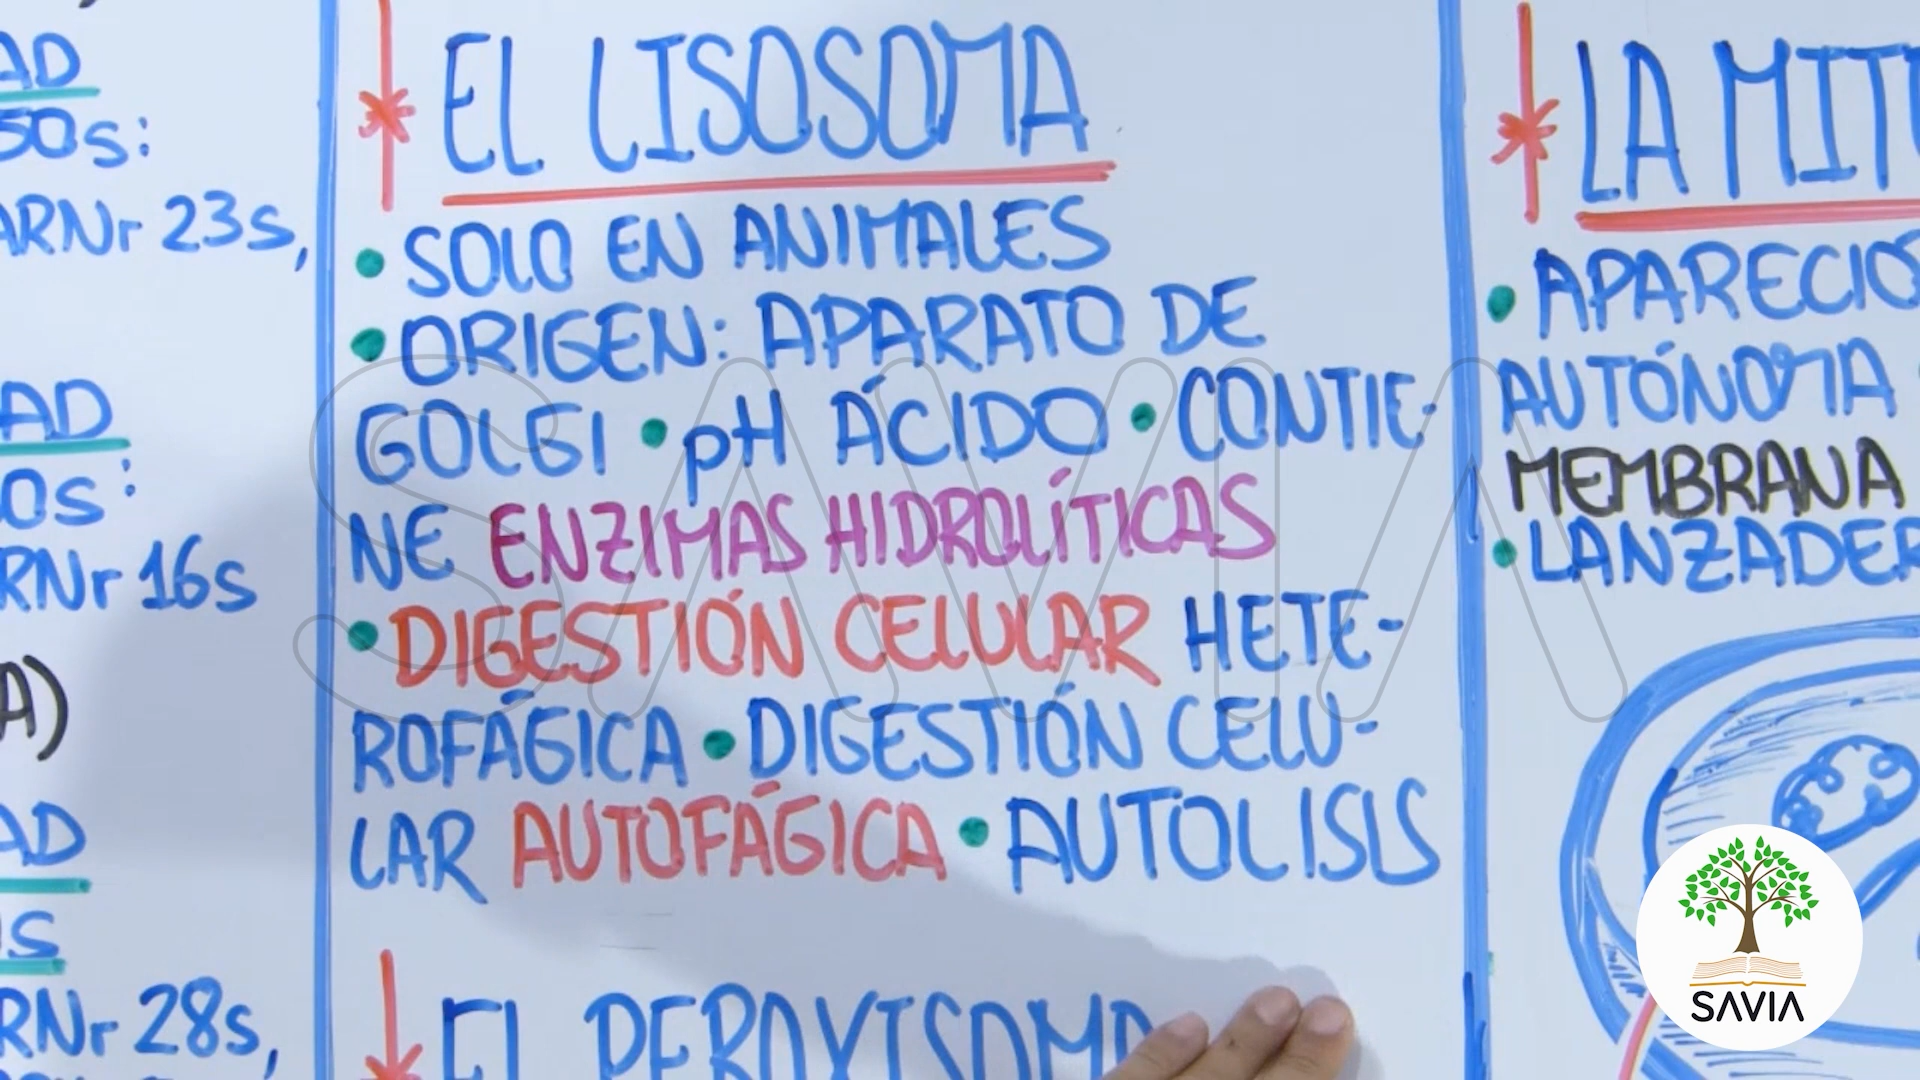 AD
50s:
ARNr 23s,
AD
0s:
RNr 16s
A)
AD
S
RNr 28s,
EL LISOSOMA
• SOLO EN ANIMALES
• ORIGEN: APARATO DE
GOLGI • pH ÁCIDO • CONTIE-
NE ENZIMAS HIDROLÍTICAS
• DIGESTIÓN CELULAR HETE-
ROFÁGICA • DIGESTIÓN CELU-
LAR AUTOFÁGICA • AUTOLISIS
EL PEROXISOMA
LA MIT
• APARECIÓ
AUTÓNOMA
MEMBRANA
• LANZADER
SAVIA
SAVIA